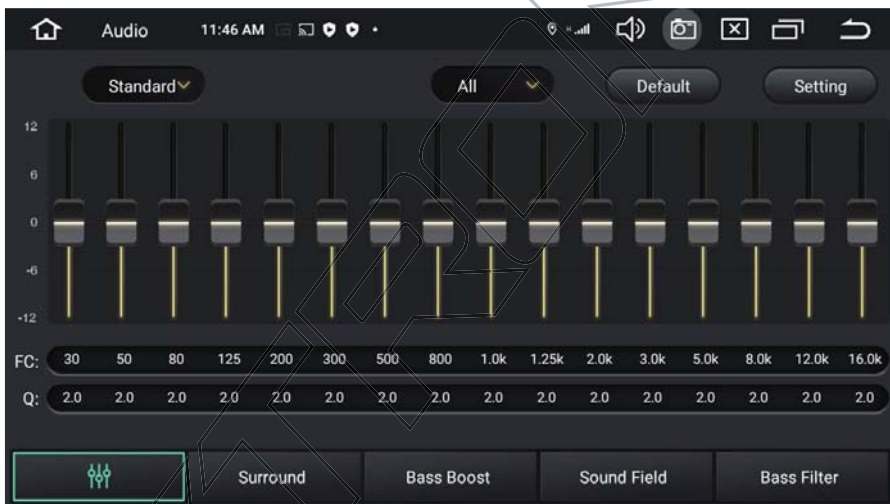 Audio 11:46 AM H
Standard All Default Setting
12
6
0
-6
-12
FC: 30 50 80 125 200 300 500 800 1.0k 1.25k 2.0k 3.0k 5.0k 8.0k 12.0k 16.0k
Q: 2.0 2.0 2.0 2.0 2.0 2.0 2.0 2.0 2.0 2.0 2.0 2.0 2.0 2.0 2.0 2.0
Surround Bass Boost Sound Field Bass Filter